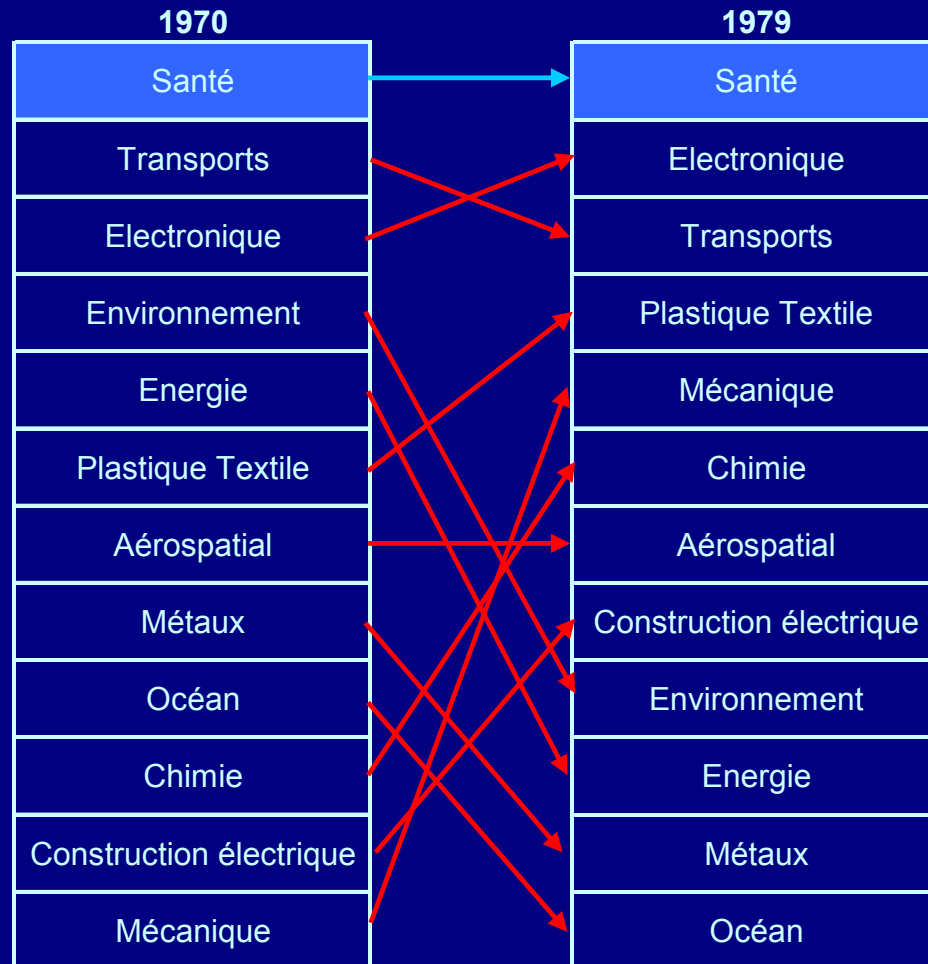 1970
1979
Santé
Santé
Transports
Electronique
Electronique
Transports
Environnement
Plastique Textile
Energie
Mécanique
Plastique Textile
Chimie
Aérospatial
Aérospatial
Métaux
Construction électrique
Océan
Environnement
Chimie
Energie
Construction électrique
Métaux
Mécanique
Océan